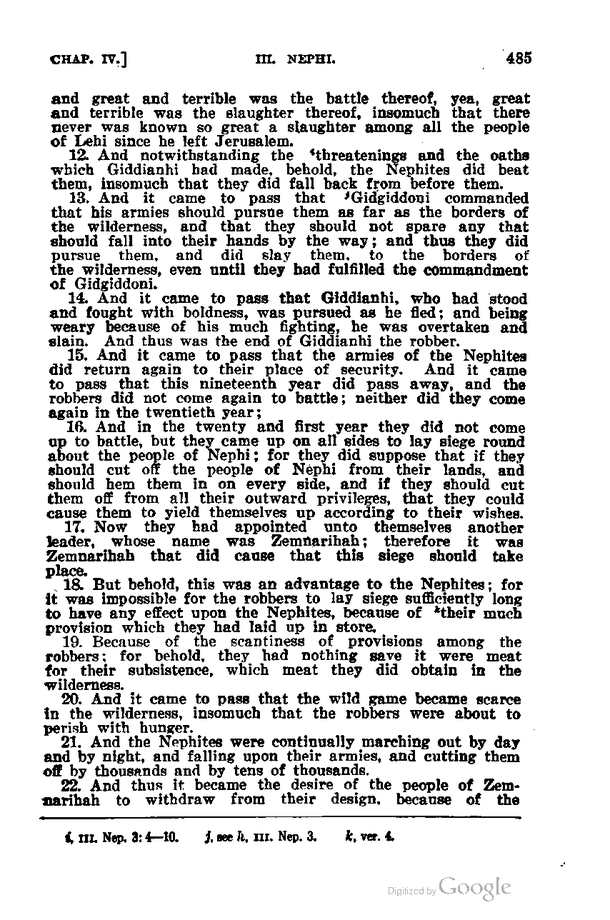 CHAP. IV.] III. NEPHI. 485
and great and terrible was the battle thereof, yea, great
and terrible was the slaughter thereof, insomuch that there
never was known so great a slaughter among all the people
of Lehi since he left Jerusalem.
12. And notwithstanding the ⁱthreatenings and the oaths
which Giddianhi had made, behold, the Nephites did beat
them, insomuch that they did fall back from before them.
13. And it came to pass that ʲGidgiddoni commanded
that his armies should pursue them as far as the borders of
the wilderness, and that they should not spare any that
should fall into their hands by the way; and thus they did
pursue them, and did slay them, to the borders of
the wilderness, even until they had fulfilled the commandment
of Gidgiddoni.
14. And it came to pass that Giddianhi, who had stood
and fought with boldness, was pursued as he fled; and being
weary because of his much fighting, he was overtaken and
slain. And thus was the end of Giddianhi the robber.
15. And it came to pass that the armies of the Nephites
did return again to their place of security. And it came
to pass that this nineteenth year did pass away, and the
robbers did not come again to battle; neither did they come
again in the twentieth year;
16. And in the twenty and first year they did not come
up to battle, but they came up on all sides to lay siege round
about the people of Nephi; for they did suppose that if they
should cut off the people of Nephi from their lands, and
should hem them in on every side, and if they should cut
them off from all their outward privileges, that they could
cause them to yield themselves up according to their wishes.
17. Now they had appointed unto themselves another
leader, whose name was Zemnarihah; therefore it was
Zemnarihah that did cause that this siege should take
place.
18. But behold, this was an advantage to the Nephites; for
it was impossible for the robbers to lay siege sufficiently long
to have any effect upon the Nephites, because of ᵏtheir much
provision which they had laid up in store,
19. Because of the scantiness of provisions among the
robbers; for behold, they had nothing save it were meat
for their subsistence, which meat they did obtain in the
wilderness.
20. And it came to pass that the wild game became scarce
in the wilderness, insomuch that the robbers were about to
perish with hunger.
21. And the Nephites were continually marching out by day
and by night, and falling upon their armies, and cutting them
off by thousands and by tens of thousands.
22. And thus it became the desire of the people of Zem-
narihah to withdraw from their design, because of the
i, III. Nep. 3: 4—10. j, see h, III. Nep. 3. k, ver. 4.
Digitized by Google